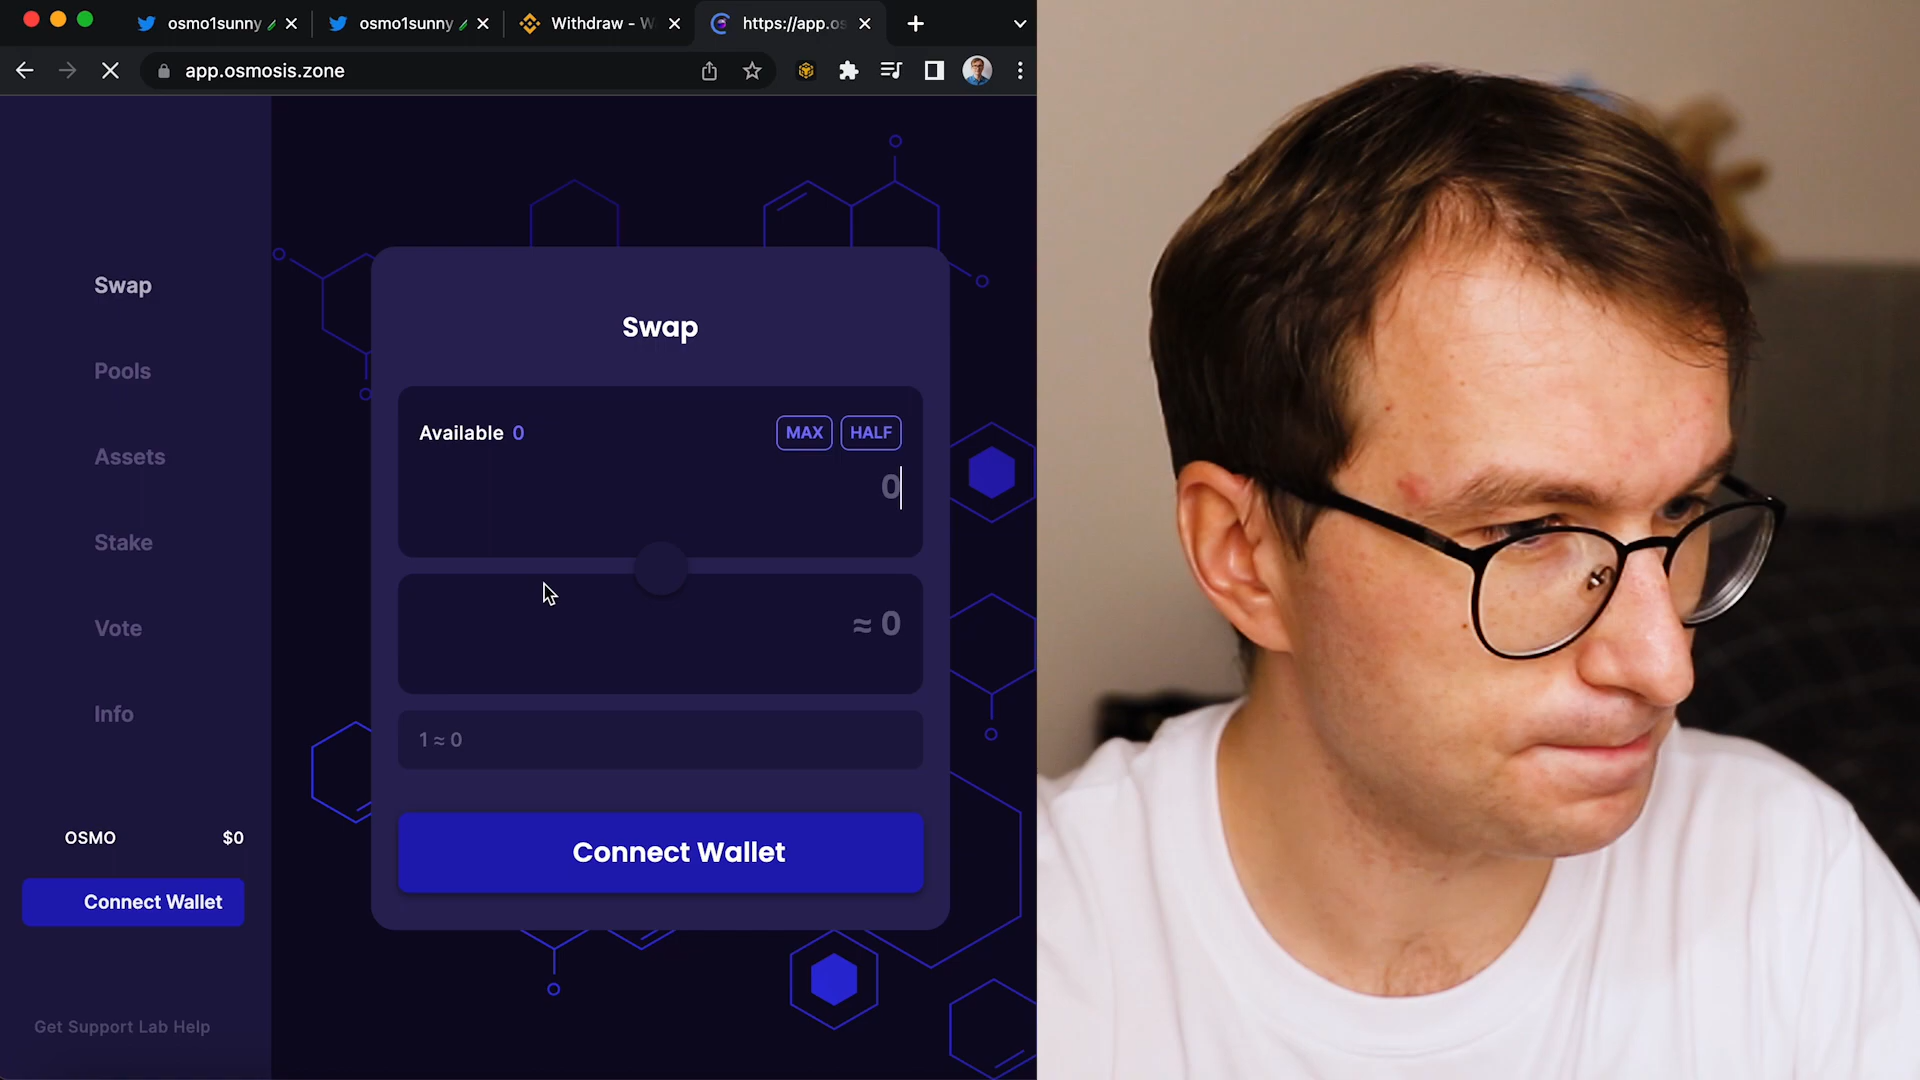 osmo1sunny
osmo1sunny
Withdraw - W
https://app.os
app.osmosis.zone
Swap
Pools
Assets
Stake
Vote
Info
OSMO $0
Connect Wallet
Get Support Lab Help
Swap
Available 0
MAX
HALF
0
≈ 0
1 ≈ 0
Connect Wallet